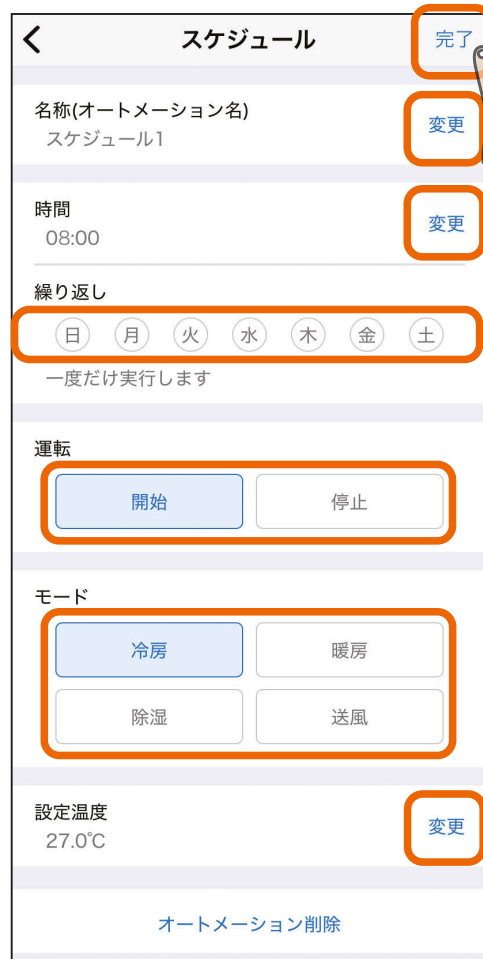 スケジュール 完了
名称(オートメーション名)
スケジュール1 変更
時間
08:00 変更
繰り返し
日 月 火 水 木 金 土
一度だけ実行します
運転
開始 停止
モード
冷房 暖房
除湿 送風
設定温度
27.0℃ 変更
オートメーション削除